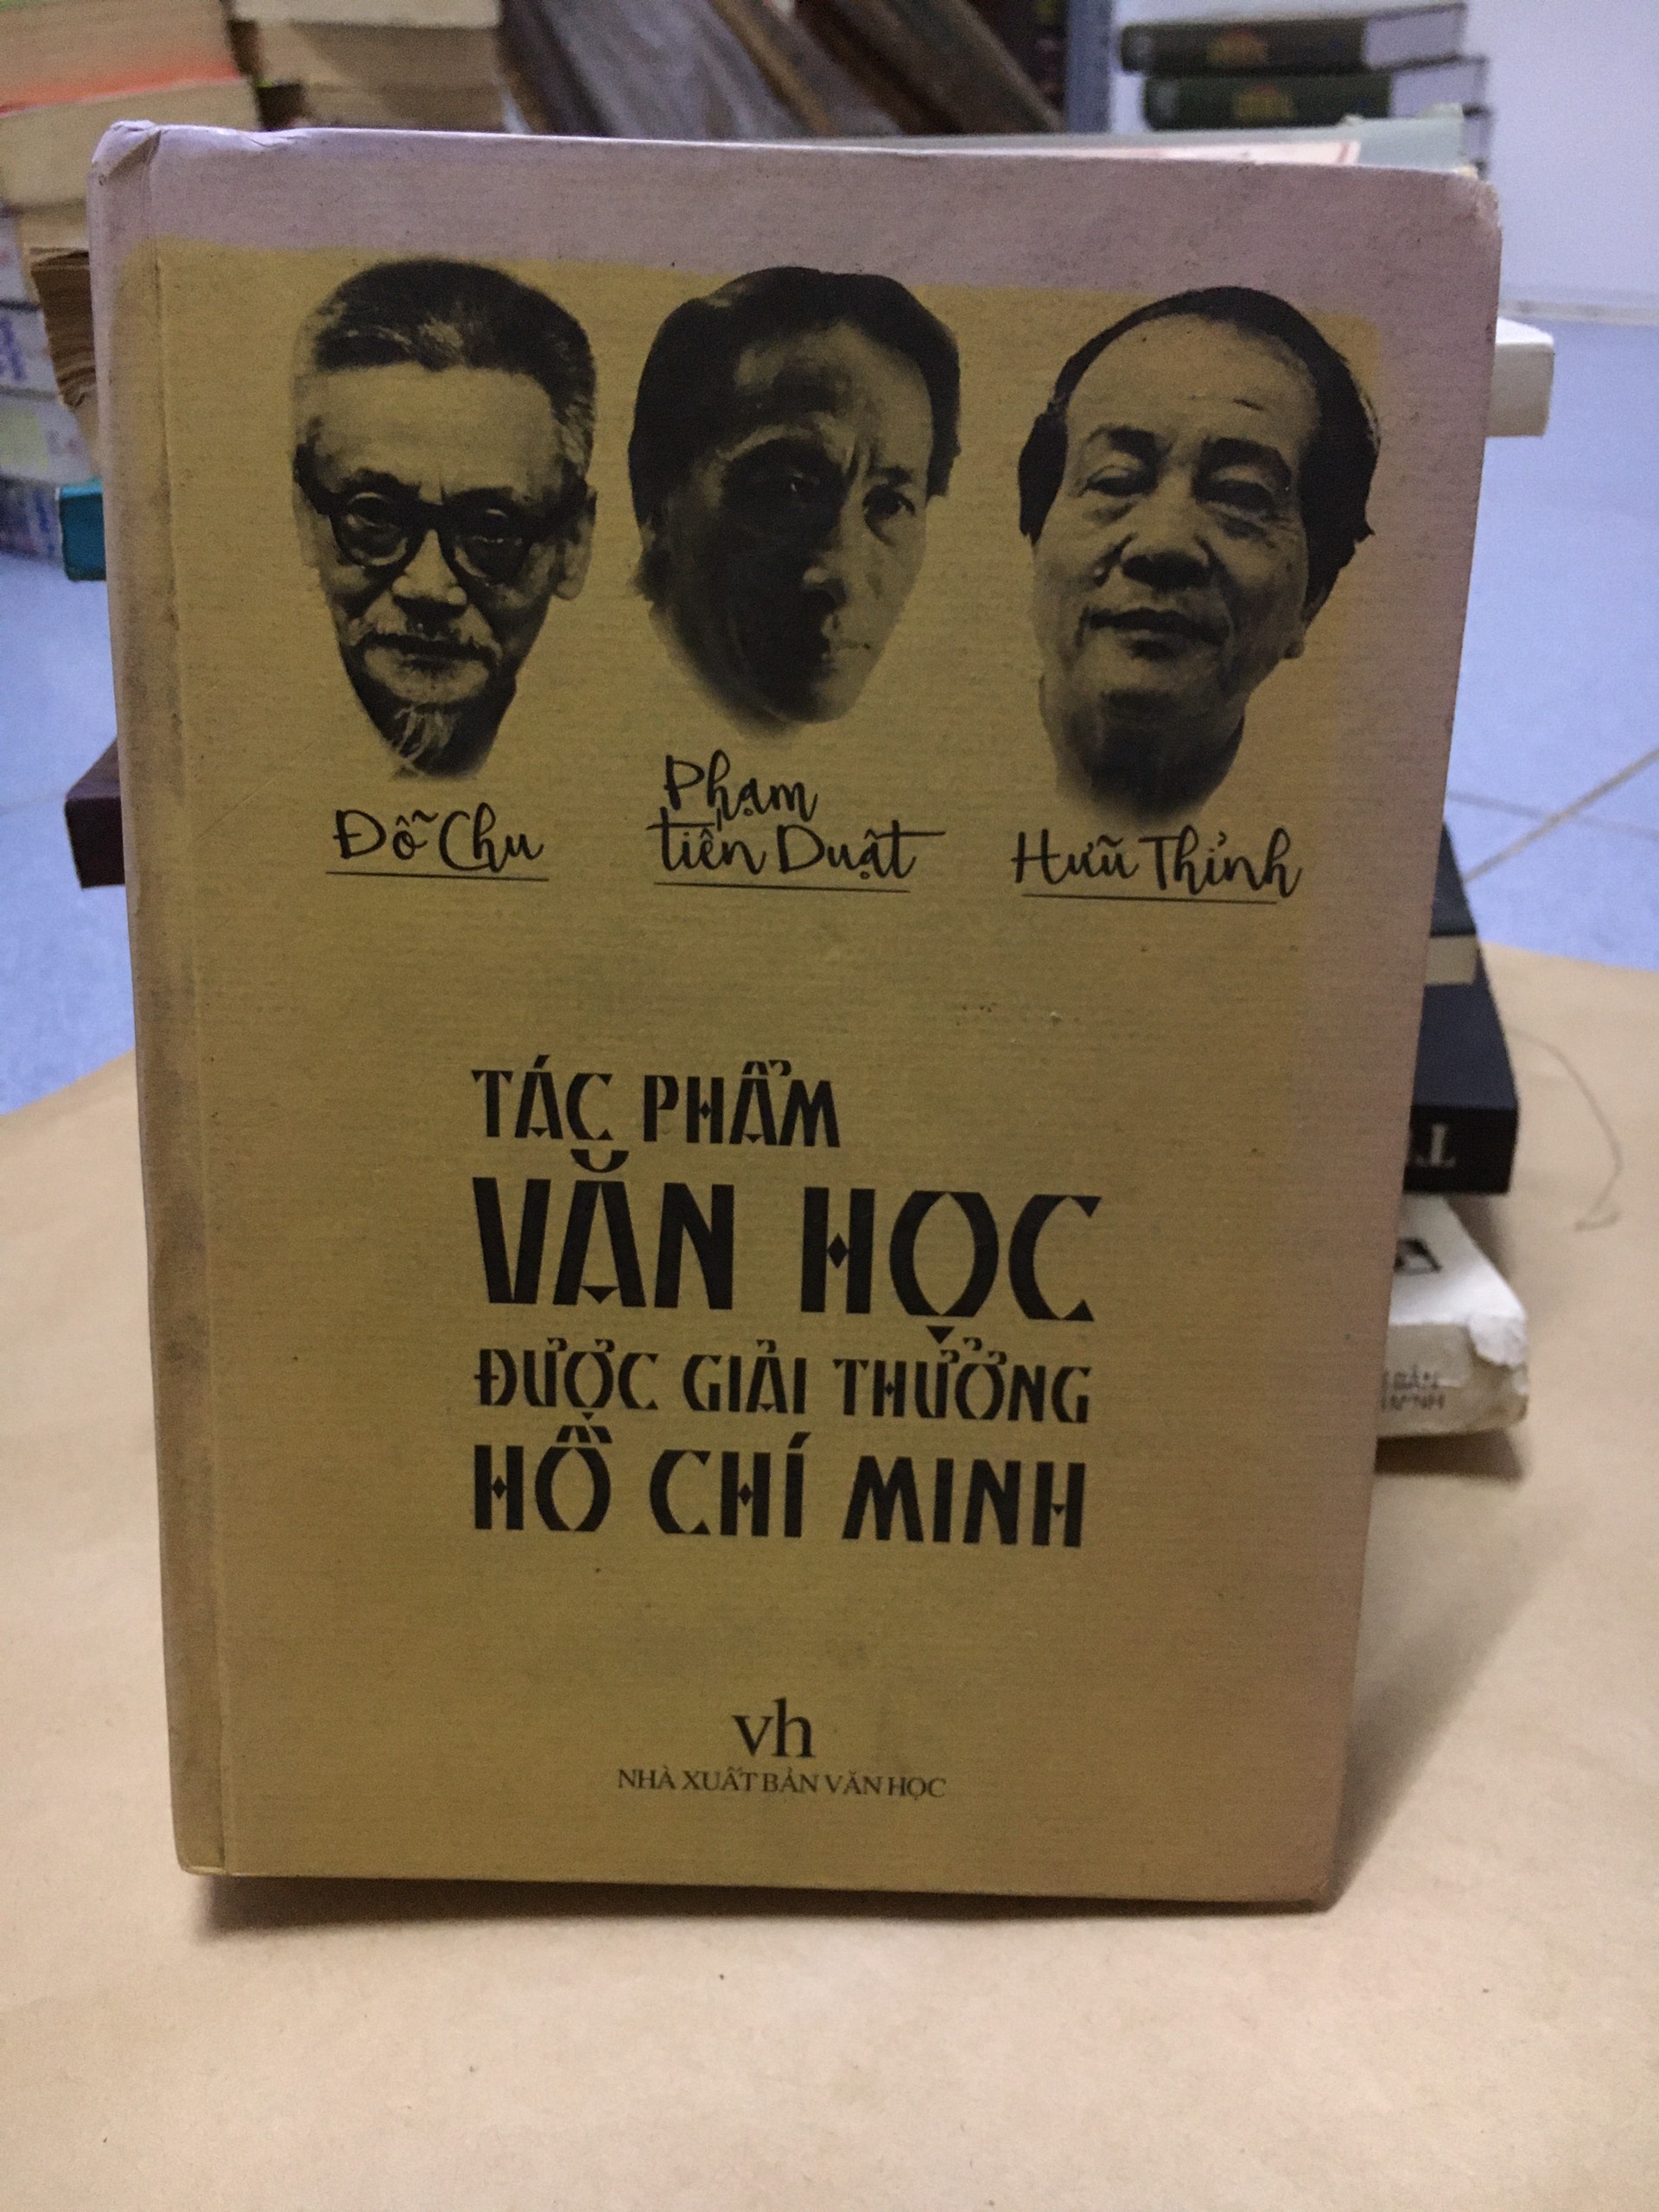 Đỗ Chu
Phạm
Tiến Duật
Hữu Thỉnh
TÁC PHẨM
VĂN HỌC
ĐƯỢC GIẢI THƯỞNG
HỒ CHÍ MINH
vh
NHÀ XUẤT BẢN VĂN HỌC
BẢN